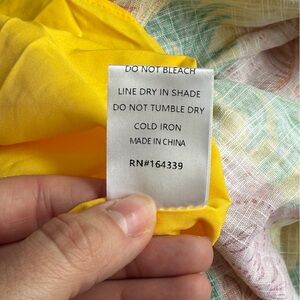 DO NOT BLEACH
LINE DRY IN SHADE
DO NOT TUMBLE DRY
COLD IRON
MADE IN CHINA
RN#164339